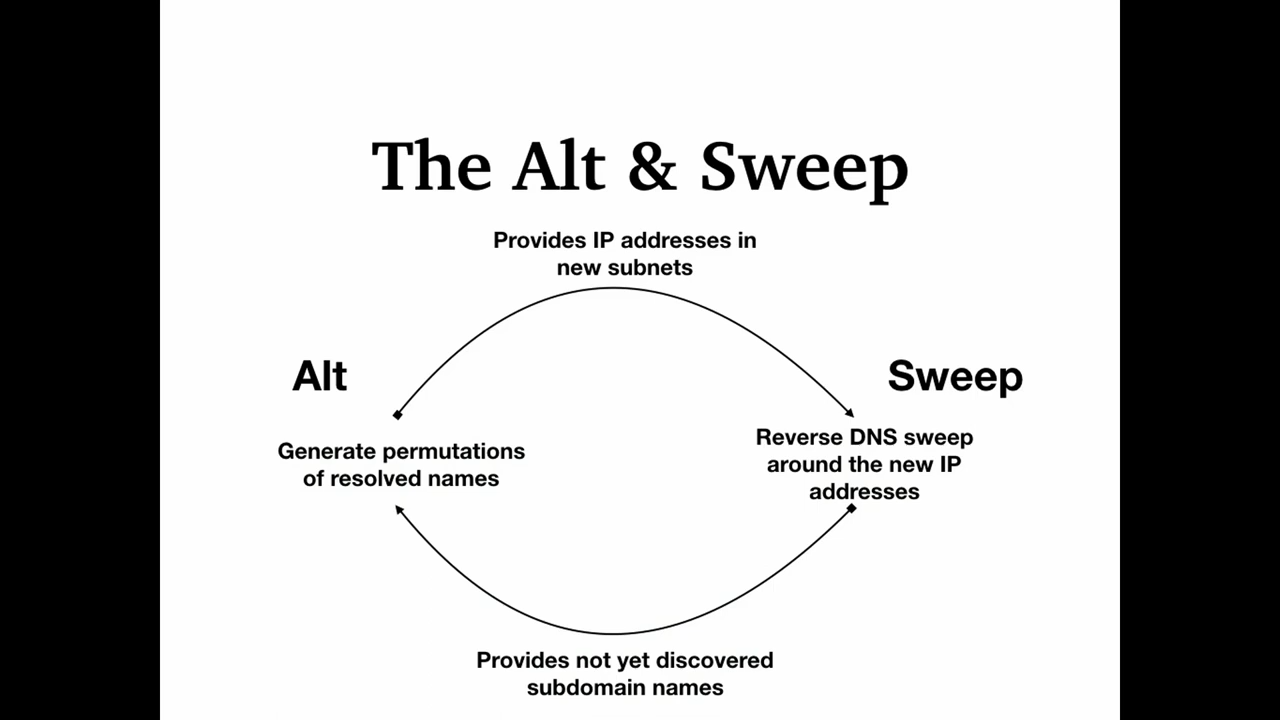 The Alt & Sweep
Provides IP addresses in
new subnets
Alt
Sweep
Generate permutations
of resolved names
Reverse DNS sweep
around the new IP
addresses
Provides not yet discovered
subdomain names